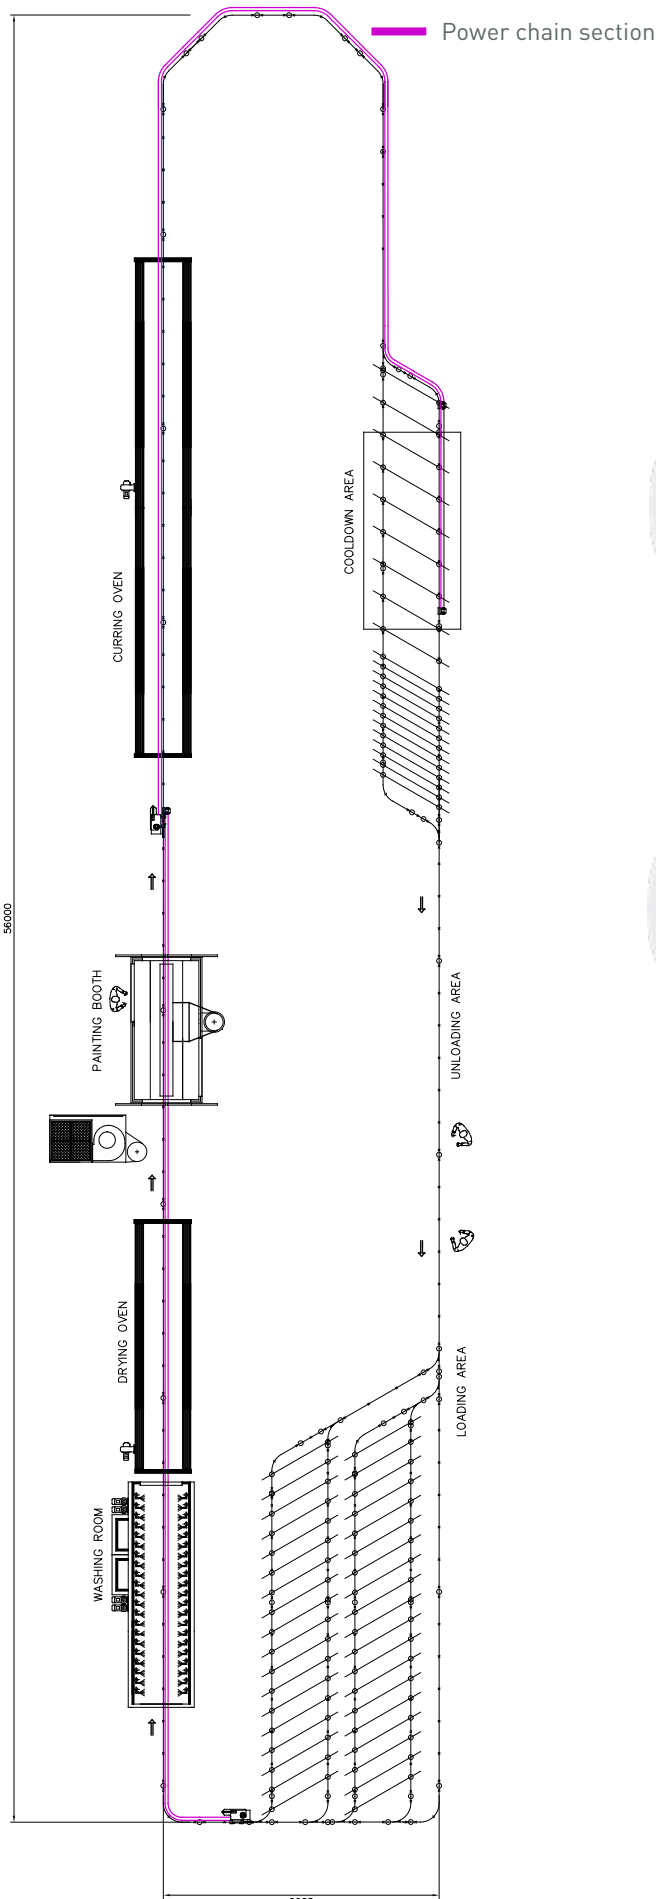 Power chain section
CURRING OVEN
COOLDOWN AREA
56000
PAINTING BOOTH
UNLOADING AREA
DRYING OVEN
LOADING AREA
WASHING ROOM